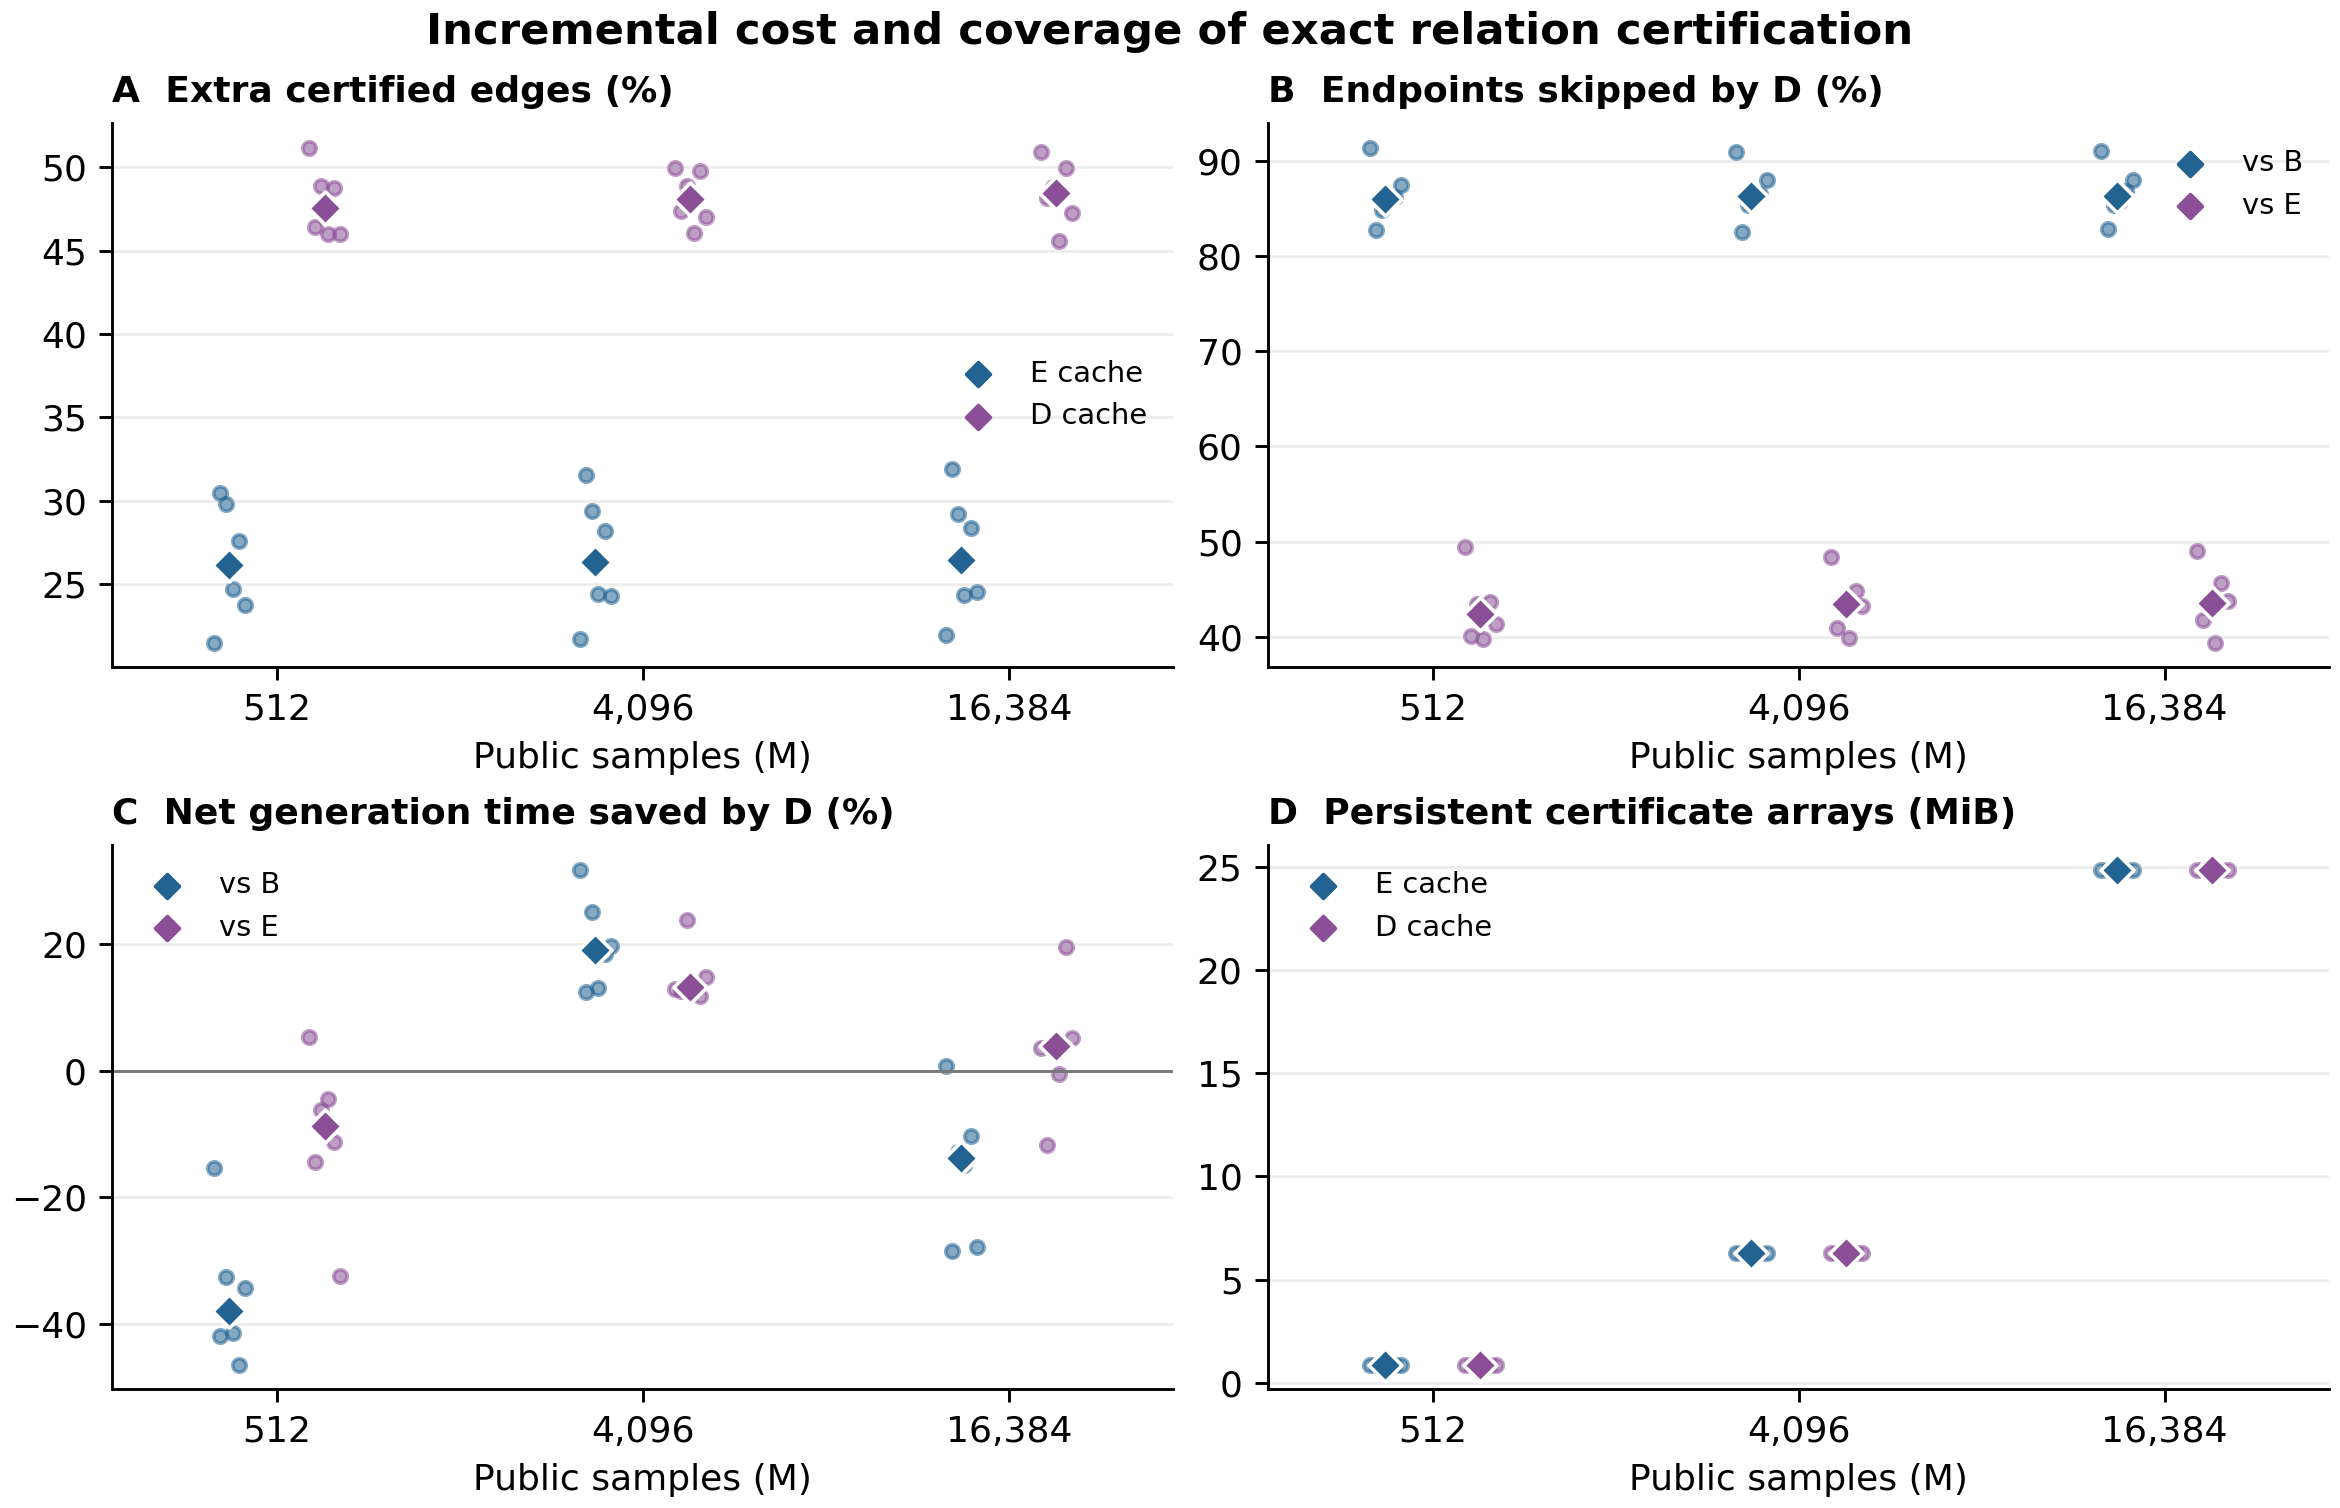 Incremental cost and coverage of exact relation certification
A Extra certified edges (%)
50
45
40
35
30
25
E cache
D cache
512
4,096
16,384
Public samples (M)
B Endpoints skipped by D (%)
90
80
70
60
50
40
vs B
vs E
512
4,096
16,384
Public samples (M)
C Net generation time saved by D (%)
vs B
vs E
20
0
−20
−40
512
4,096
16,384
Public samples (M)
D Persistent certificate arrays (MiB)
25
20
15
10
5
0
E cache
D cache
512
4,096
16,384
Public samples (M)